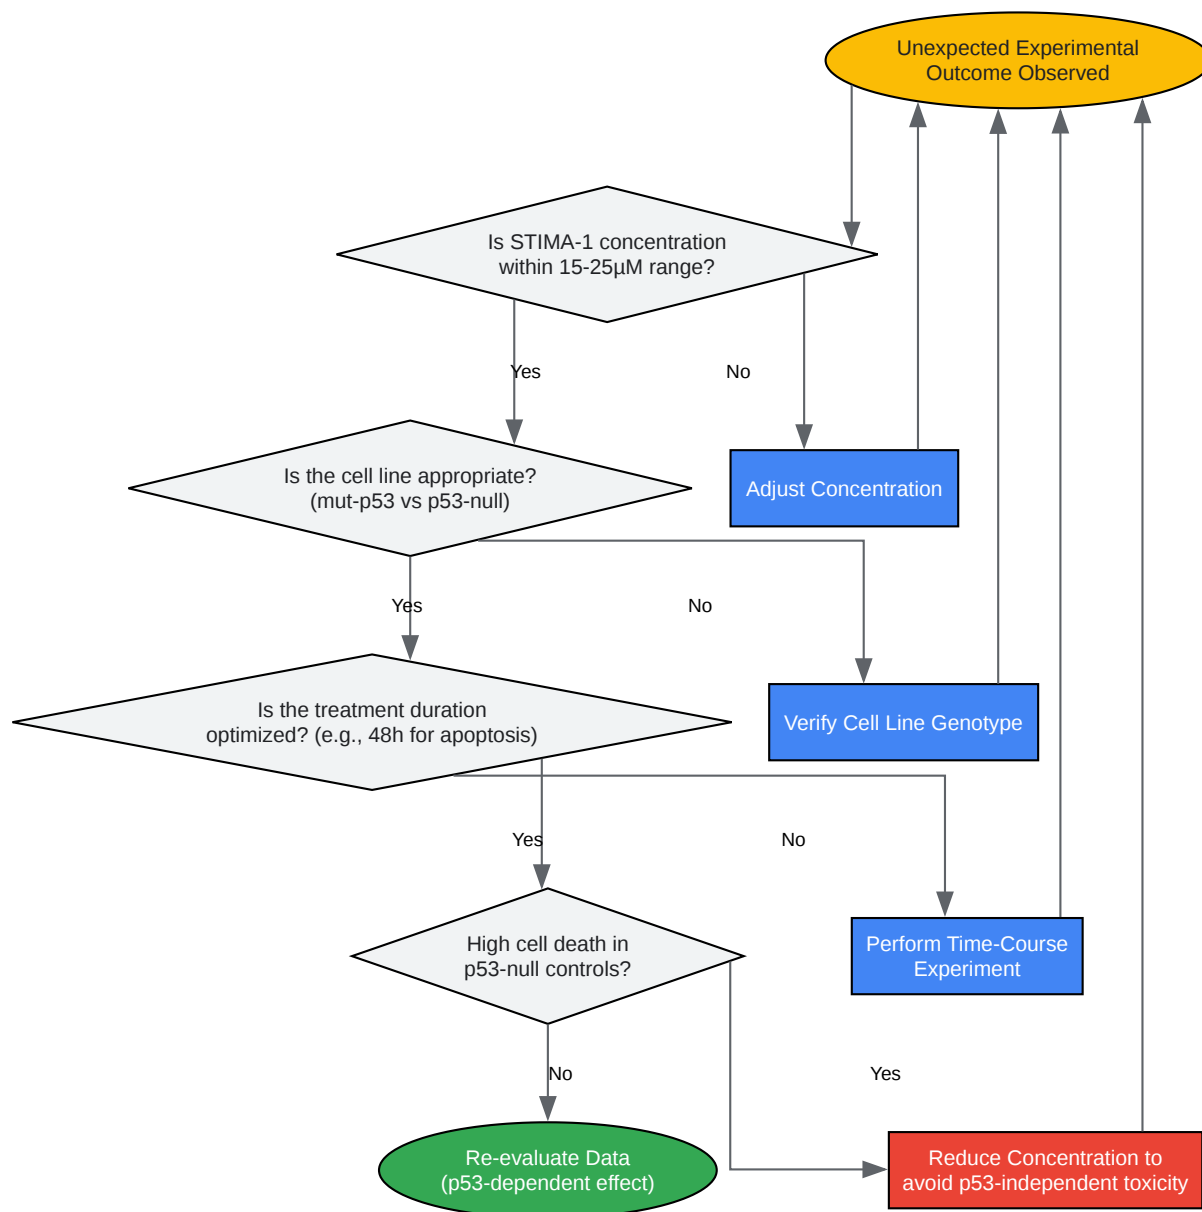 Unexpected Experimental
Outcome Observed
Is STIMA-1 concentration
within 15-25µM range?
Yes
No
Is the cell line appropriate?
(mut-p53 vs p53-null)
Adjust Concentration
Yes
No
Is the treatment duration
optimized? (e.g., 48h for apoptosis)
Verify Cell Line Genotype
Yes
No
High cell death in
p53-null controls?
Perform Time-Course
Experiment
No
Yes
Re-evaluate Data
(p53-dependent effect)
Reduce Concentration to
avoid p53-independent toxicity